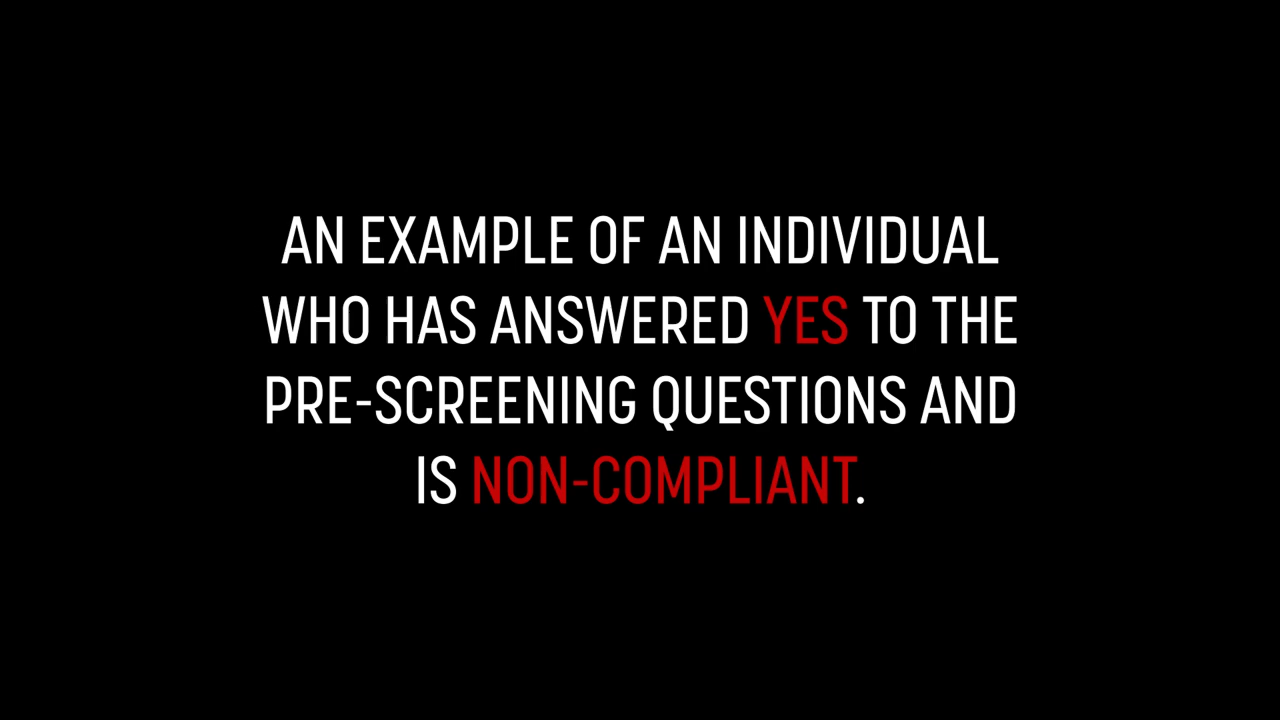 AN EXAMPLE OF AN INDIVIDUAL
WHO HAS ANSWERED YES TO THE
PRE-SCREENING QUESTIONS AND
IS NON-COMPLIANT.